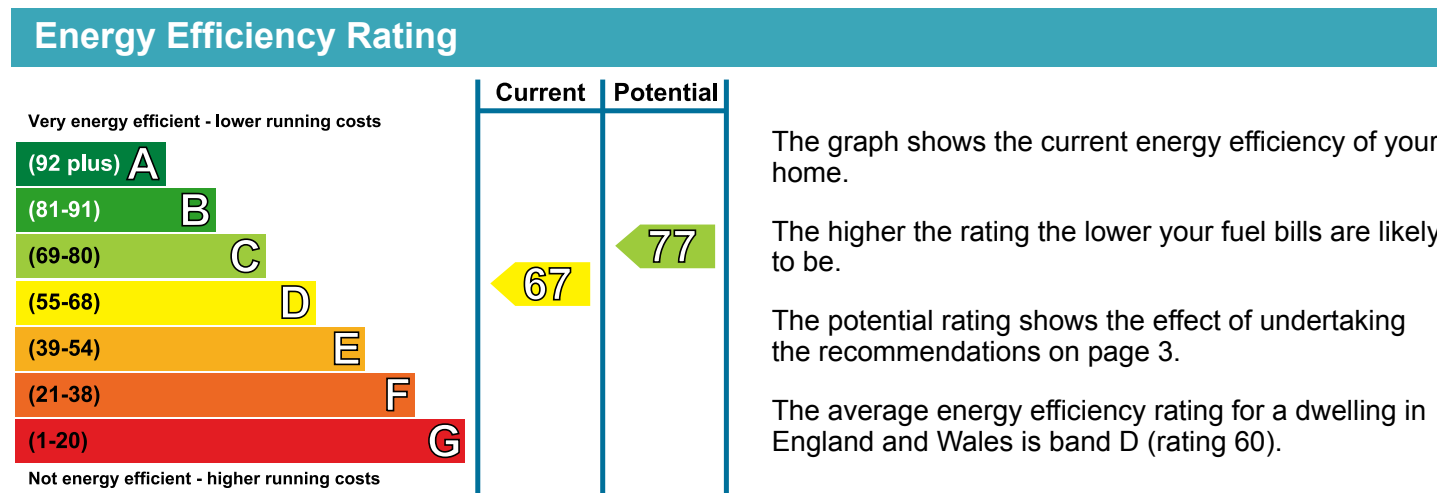 Energy Efficiency Rating
Current Potential
Very energy efficient - lower running costs
(92 plus) A
(81-91) B
(69-80) C
(55-68) D
(39-54) E
(21-38) F
(1-20) G
Not energy efficient - higher running costs
67
77
The graph shows the current energy efficiency of your
home.
The higher the rating the lower your fuel bills are likely
to be.
The potential rating shows the effect of undertaking
the recommendations on page 3.
The average energy efficiency rating for a dwelling in
England and Wales is band D (rating 60).